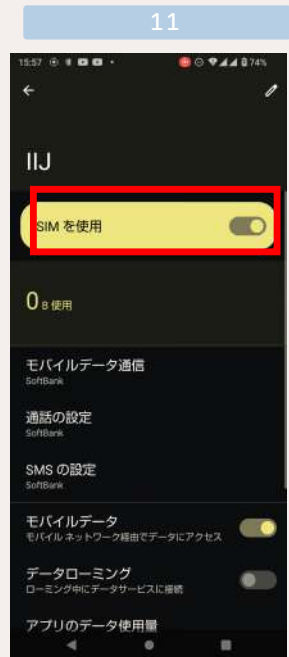 11
15:57
74%
IIJ
SIM を使用
0 B 使用
モバイルデータ通信
SoftBank
通話の設定
SoftBank
SMS の設定
SoftBank
モバイルデータ
モバイル ネットワーク経由でデータにアクセス
データローミング
ローミング中にデータサービスに接続
アプリのデータ使用量